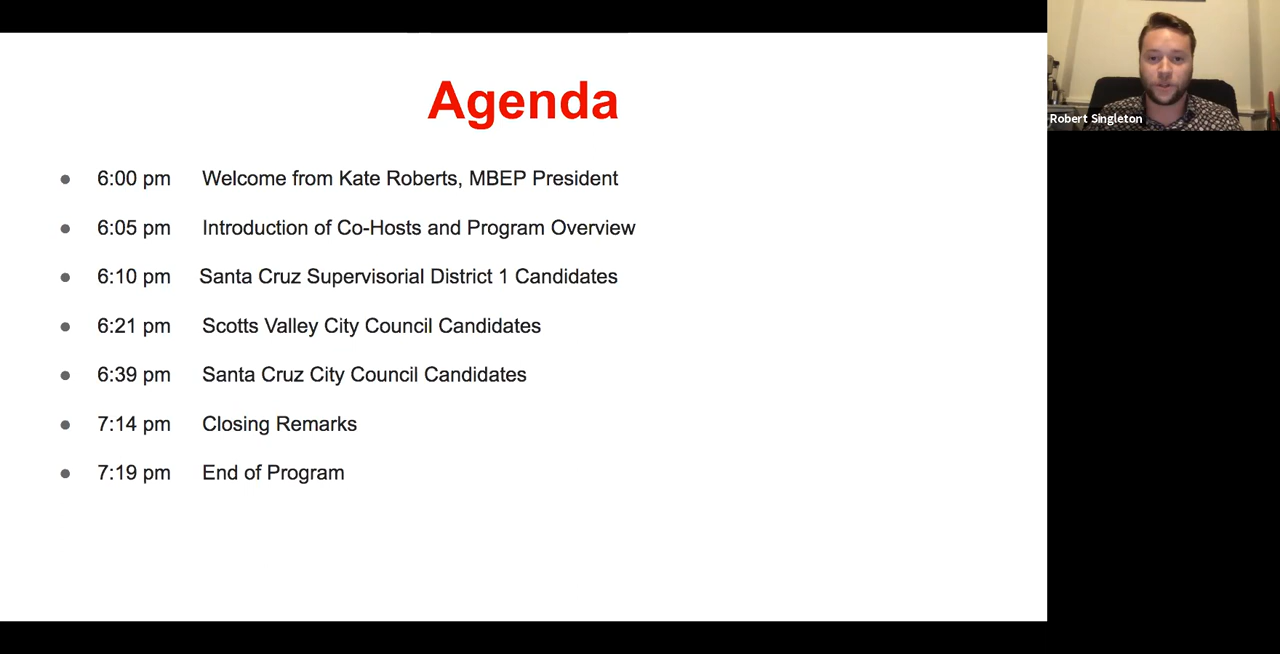 Agenda
● 6:00 pm Welcome from Kate Roberts, MBEP President
● 6:05 pm Introduction of Co-Hosts and Program Overview
● 6:10 pm Santa Cruz Supervisorial District 1 Candidates
● 6:21 pm Scotts Valley City Council Candidates
● 6:39 pm Santa Cruz City Council Candidates
● 7:14 pm Closing Remarks
● 7:19 pm End of Program
Robert Singleton